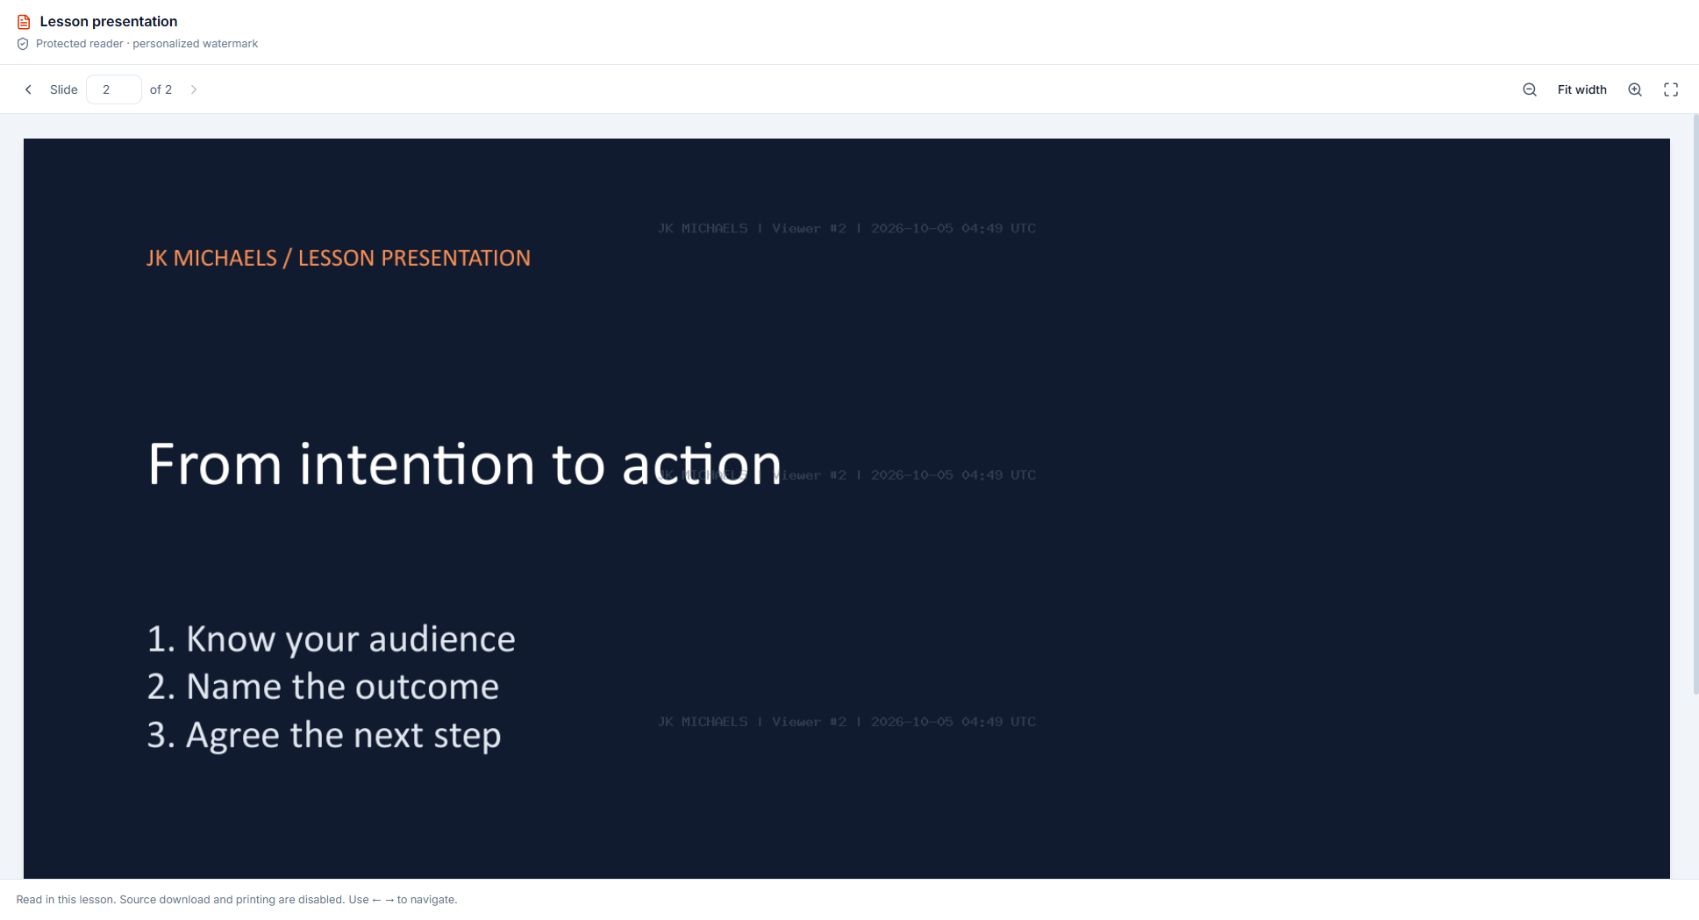 Lesson presentation
Protected reader · personalized watermark
Slide 2 of 2
Fit width
JK MICHAELS | Viewer #2 | 2026-10-05 04:49 UTC
JK MICHAELS / LESSON PRESENTATION
From intention to action
JK MICHAELS | Viewer #2 | 2026-10-05 04:49 UTC
1. Know your audience
2. Name the outcome
3. Agree the next step
JK MICHAELS | Viewer #2 | 2026-10-05 04:49 UTC
Read in this lesson. Source download and printing are disabled. Use ← → to navigate.